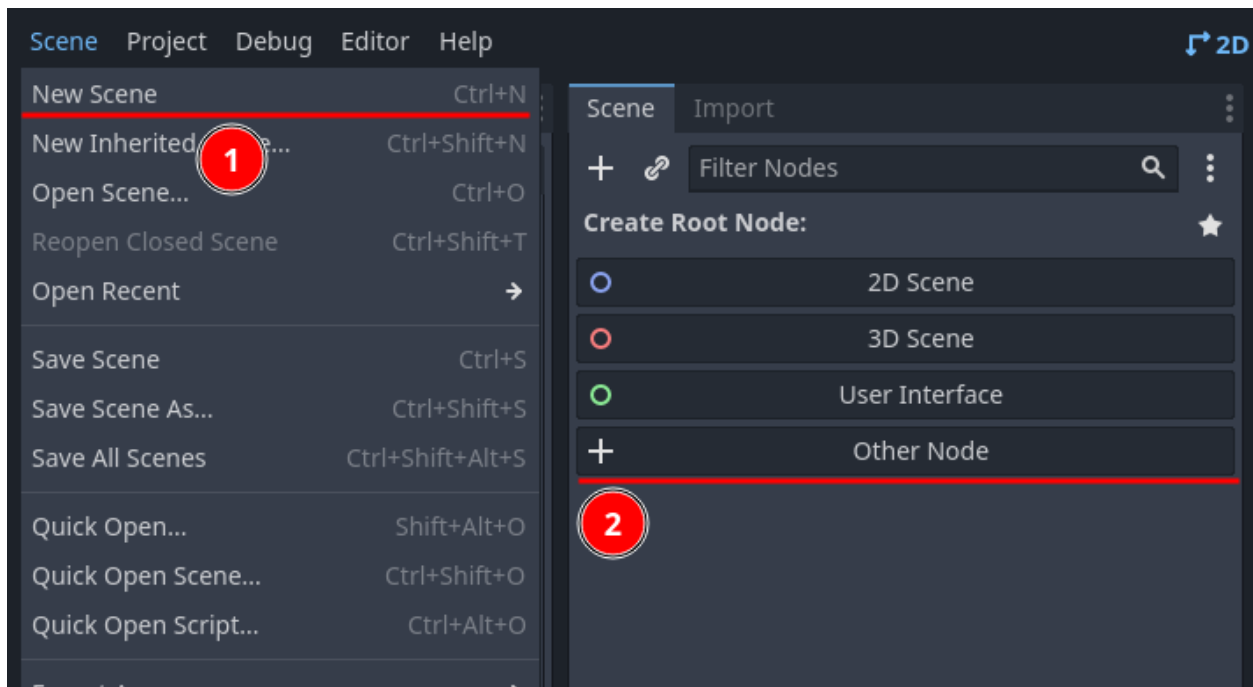 Scene Project Debug Editor Help
2D
New Scene Ctrl+N
New Inherited ... Ctrl+Shift+N
1
Open Scene... Ctrl+O
Reopen Closed Scene Ctrl+Shift+T
Open Recent
Save Scene Ctrl+S
Save Scene As... Ctrl+Shift+S
Save All Scenes Ctrl+Shift+Alt+S
Quick Open... Shift+Alt+O
Quick Open Scene... Ctrl+Shift+O
Quick Open Script... Ctrl+Alt+O
Scene Import
Filter Nodes
Create Root Node:
2D Scene
3D Scene
User Interface
Other Node
2